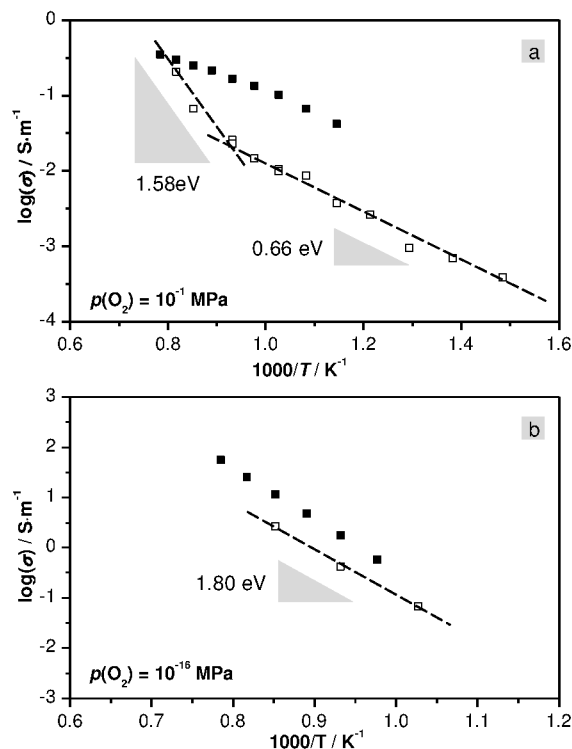 0
a
-1
-2
-3
-4
log(σ) / S·m⁻¹
1.58eV
0.66 eV
p(O₂) = 10⁻¹ MPa
0.6 0.8 1.0 1.2 1.4 1.6
1000/T / K⁻¹
3
b
2
1
0
-1
-2
-3
log(σ) / S·m⁻¹
1.80 eV
p(O₂) = 10⁻¹⁶ MPa
0.6 0.7 0.8 0.9 1.0 1.1 1.2
1000/T / K⁻¹